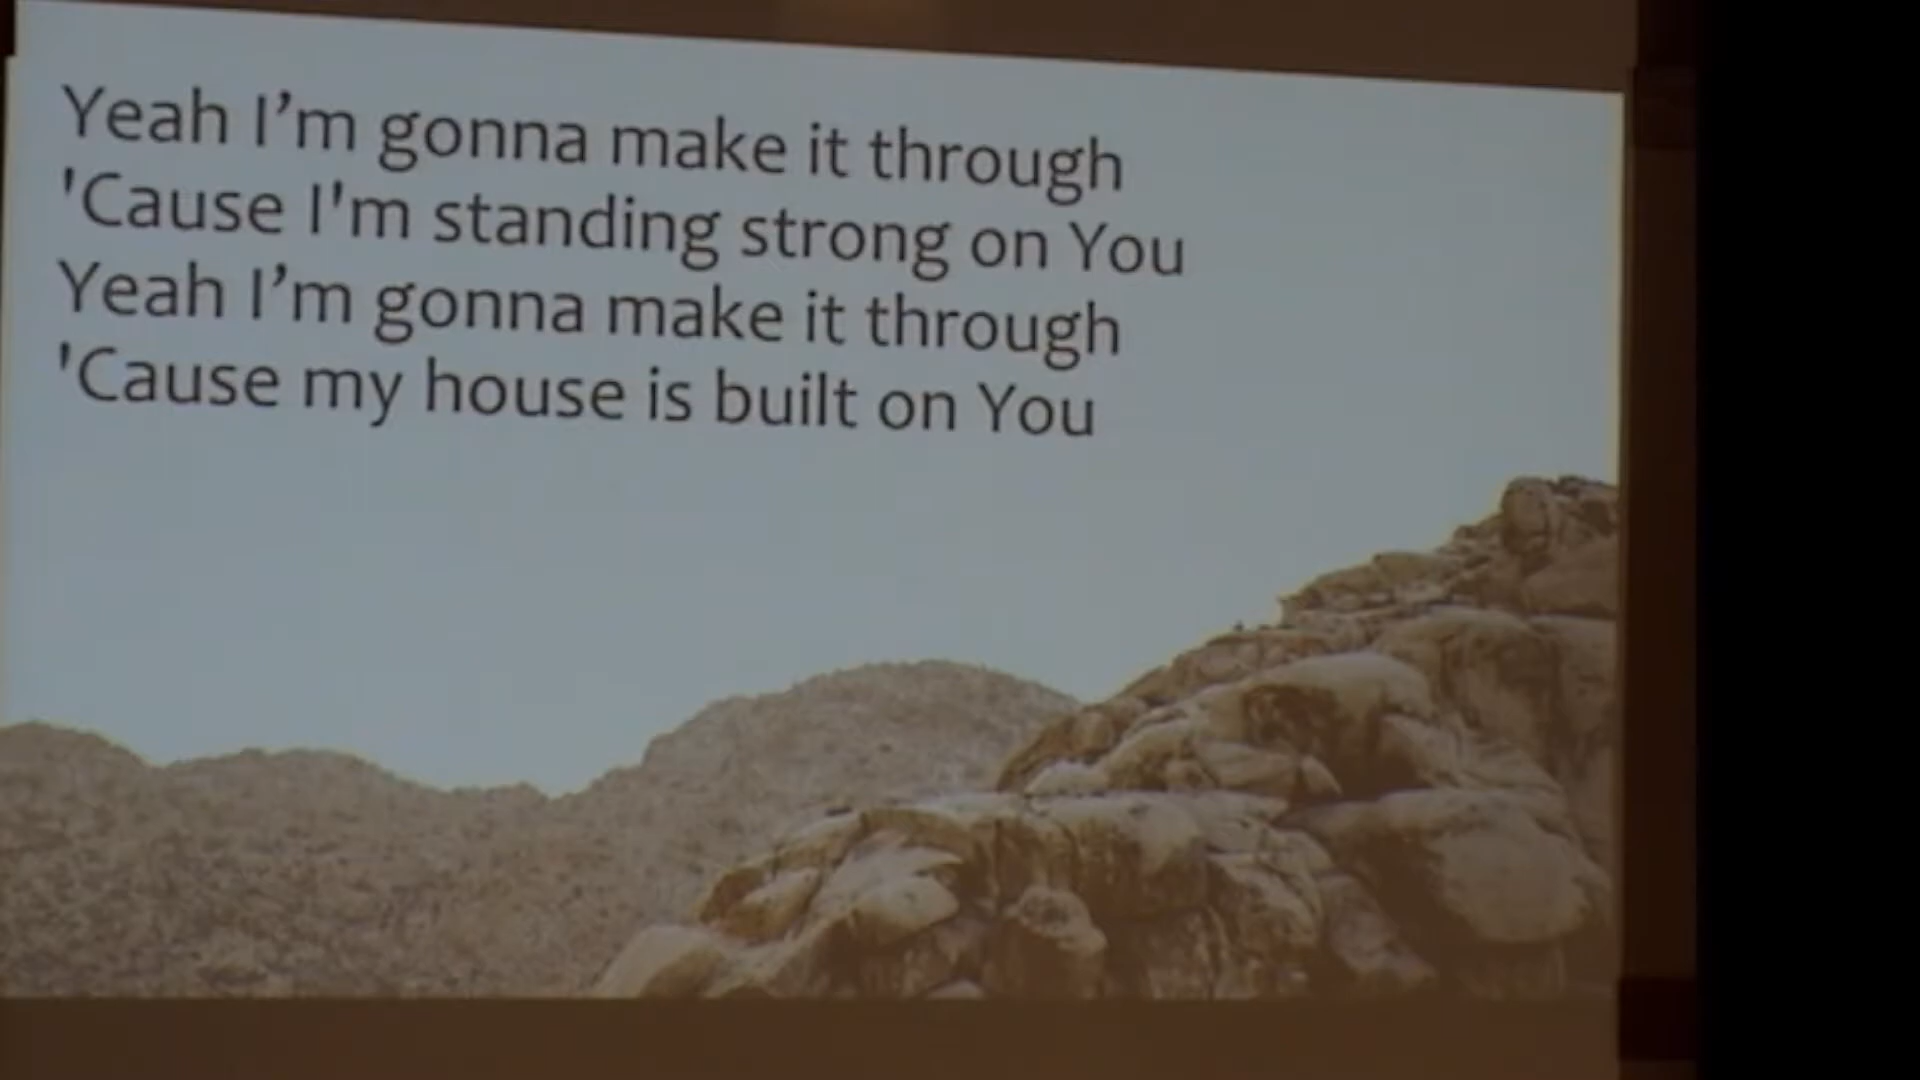 Yeah I’m gonna make it through
'Cause I'm standing strong on You
Yeah I’m gonna make it through
'Cause my house is built on You